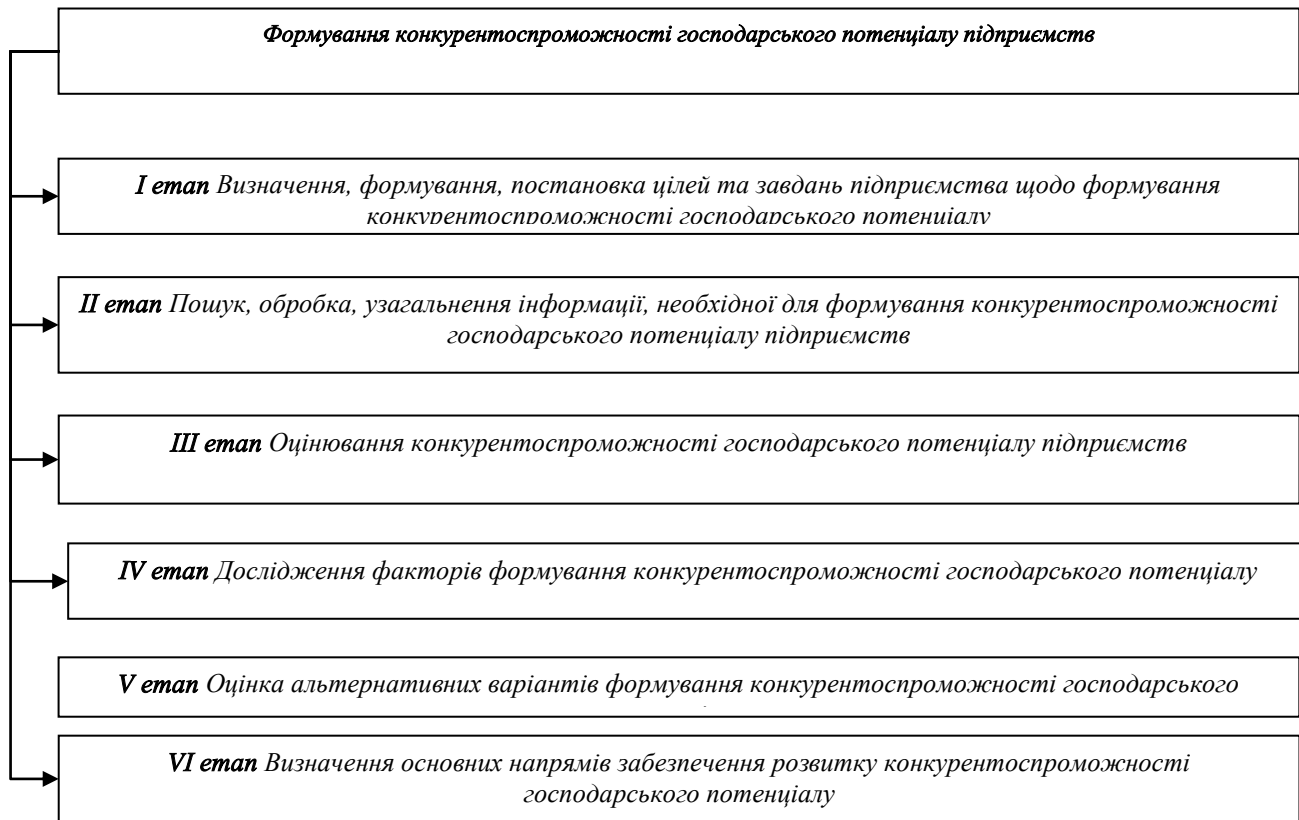 Формування конкурентоспроможності господарського потенціалу підприємств
I етап Визначення, формування, постановка цілей та завдань підприємства щодо формування
конкурентоспроможності господарського потенціалу
II етап Пошук, обробка, узагальнення інформації, необхідної для формування конкурентоспроможності
господарського потенціалу підприємств
III етап Оцінювання конкурентоспроможності господарського потенціалу підприємств
IV етап Дослідження факторів формування конкурентоспроможності господарського потенціалу
V етап Оцінка альтернативних варіантів формування конкурентоспроможності господарського
VI етап Визначення основних напрямів забезпечення розвитку конкурентоспроможності
господарського потенціалу